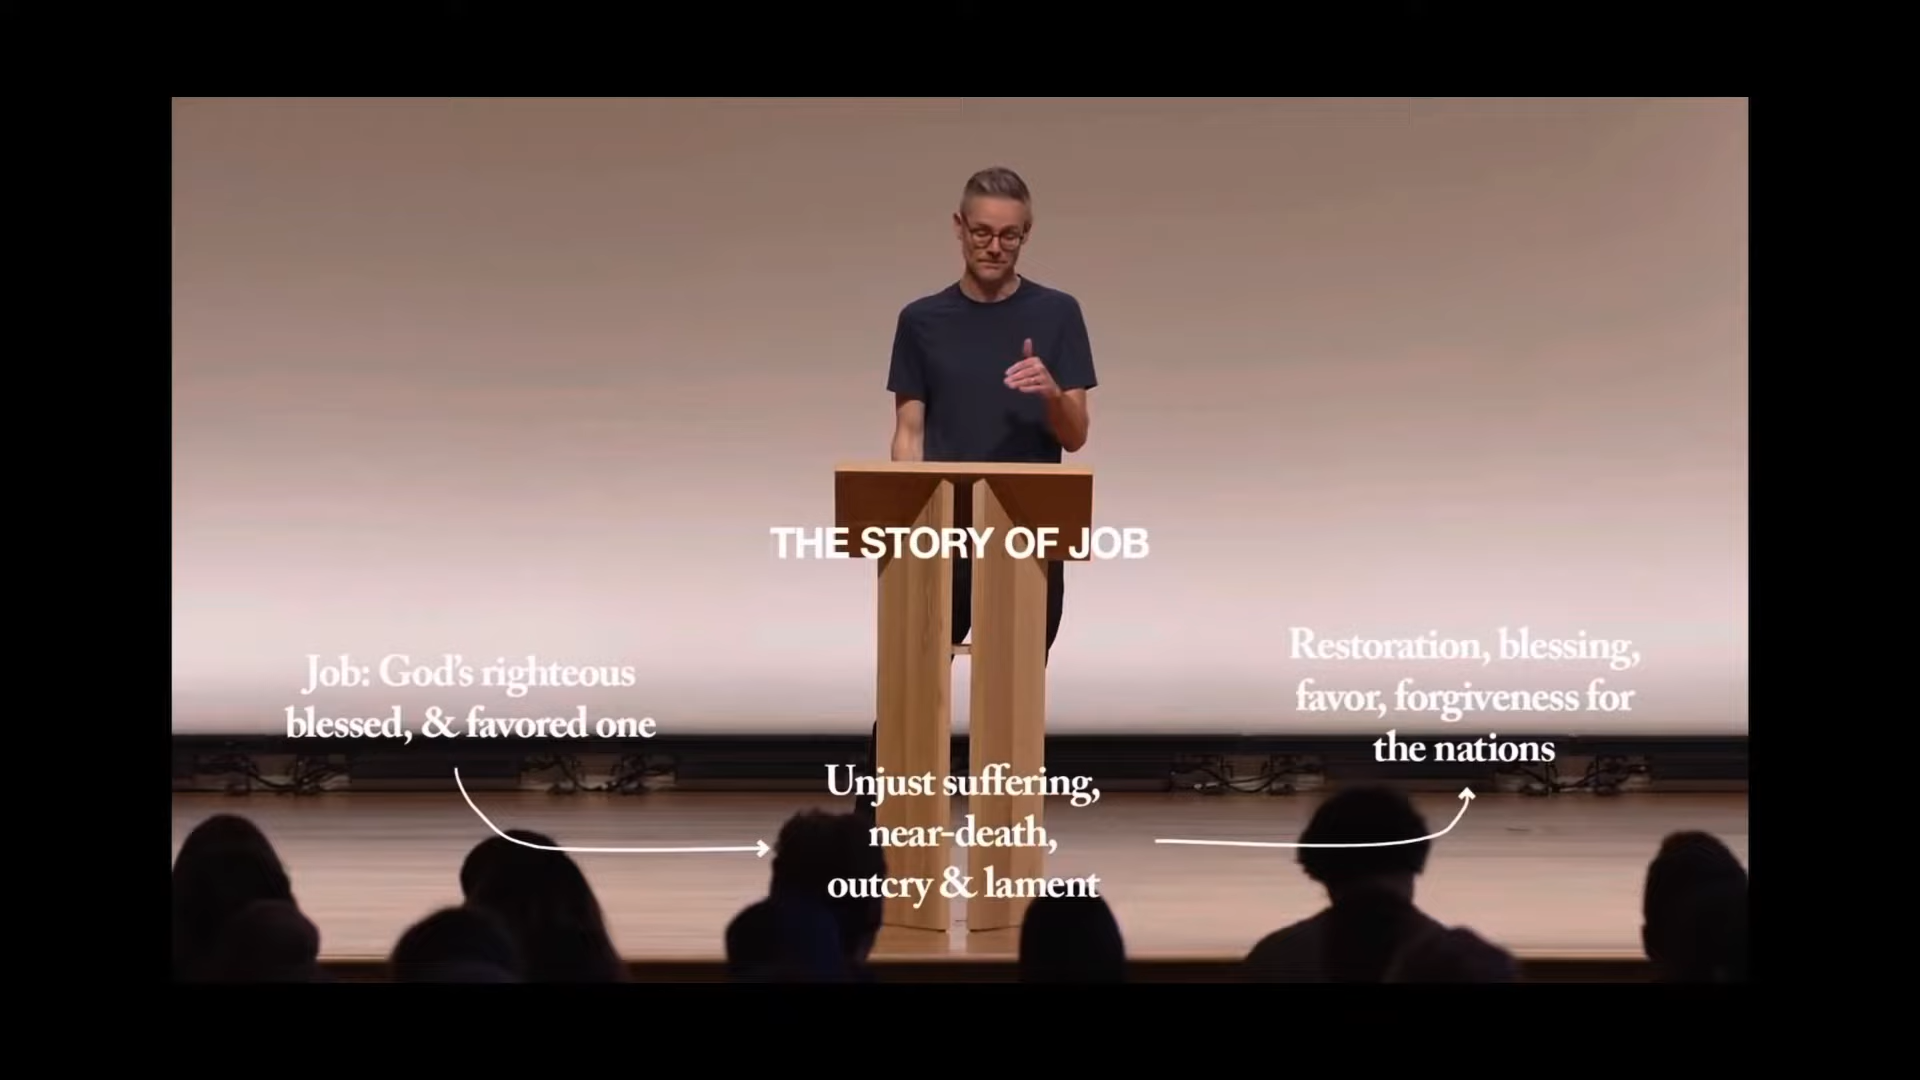 THE STORY OF JOB
Job: God's righteous
blessed, & favored one
Unjust suffering,
near-death,
outcry & lament
Restoration, blessing,
favor, forgiveness for
the nations